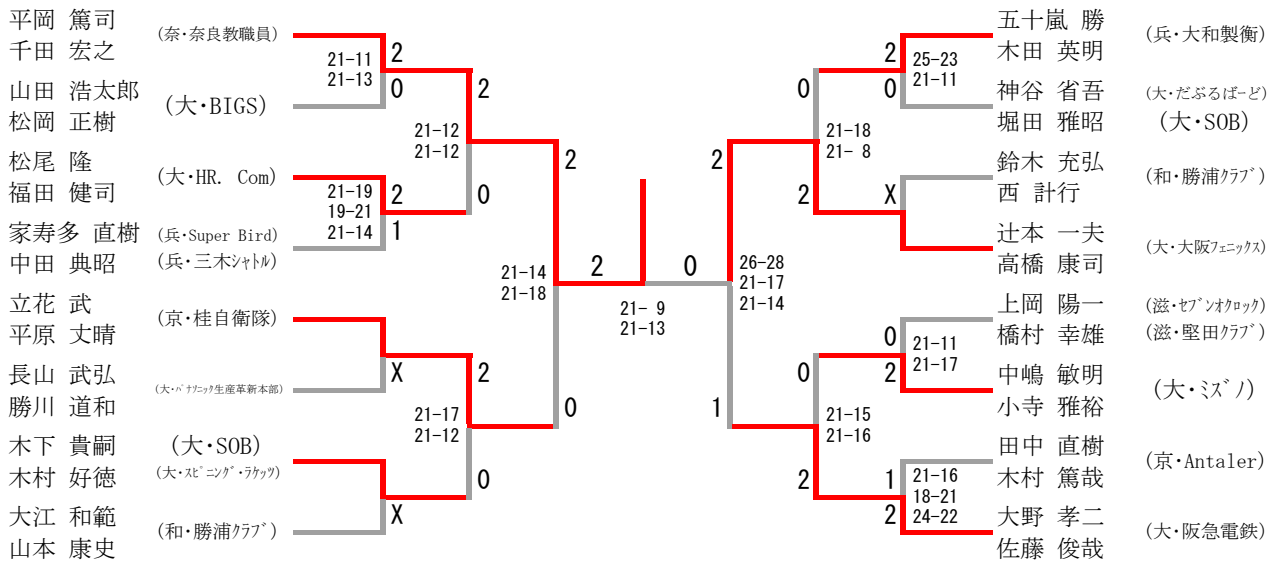 平岡 篤司
千田 宏之
(奈・奈良教職員)
21-11
21-13
2
0
山田 浩太郎
松岡 正樹
(大・BIGS)
21-12
21-12
2
0
松尾 隆
福田 健司
(大・HR. Com)
21-19
19-21
21-14
2
1
家寿多 直樹
(兵・Super Bird)
中田 典昭
(兵・三木シャトル)
21-14
21-18
2
0
立花 武
平原 丈晴
(京・桂自衛隊)
X
長山 武弘
勝川 道和
(大・パナソニック生産革新本部)
21-17
21-12
2
0
木下 貴嗣
(大・SOB)
木村 好徳
(大・スピニング・ラケッツ)
X
大江 和範
山本 康史
(和・勝浦クラブ)
2
0
21- 9
21-13
五十嵐 勝
木田 英明
(兵・大和製衡)
2
0
25-23
21-11
神谷 省吾
(大・だぶるばーど)
堀田 雅昭
(大・SOB)
0
2
21-18
21- 8
鈴木 充弘
西 計行
(和・勝浦クラブ)
X
辻本 一夫
高橋 康司
(大・大阪フェニックス)
2
1
26-28
21-17
21-14
上岡 陽一
(滋・セブンオクロック)
橋村 幸雄
(滋・堅田クラブ)
0
2
21-11
21-17
中嶋 敏明
小寺 雅裕
(大・ミズノ)
0
2
21-15
21-16
田中 直樹
木村 篤哉
(京・Antaler)
1
2
21-16
18-21
24-22
大野 孝二
佐藤 俊哉
(大・阪急電鉄)